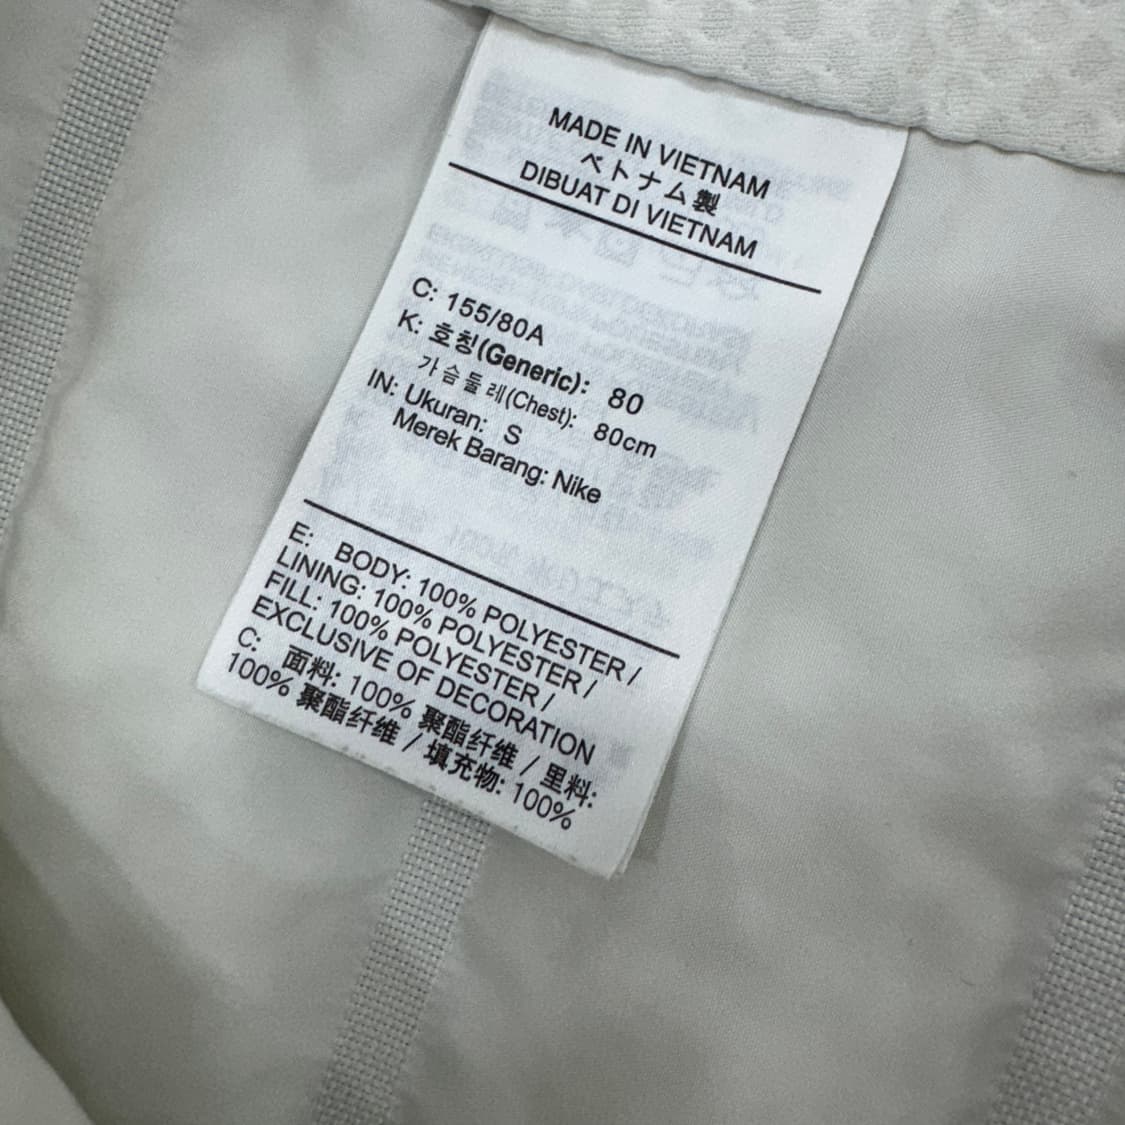 MADE IN VIETNAM
ベトナム製
DIBUAT DI VIETNAM
C: 155/80A
K: 호칭(Generic): 80
가슴둘레(Chest): 80cm
IN: Ukuran: S
Merek Barang: Nike
E: BODY: 100% POLYESTER /
LINING: 100% POLYESTER /
FILL: 100% POLYESTER /
EXCLUSIVE OF DECORATION
C: 面料: 100% 聚酯纤维 / 里料:
100% 聚酯纤维 / 填充物: 100%